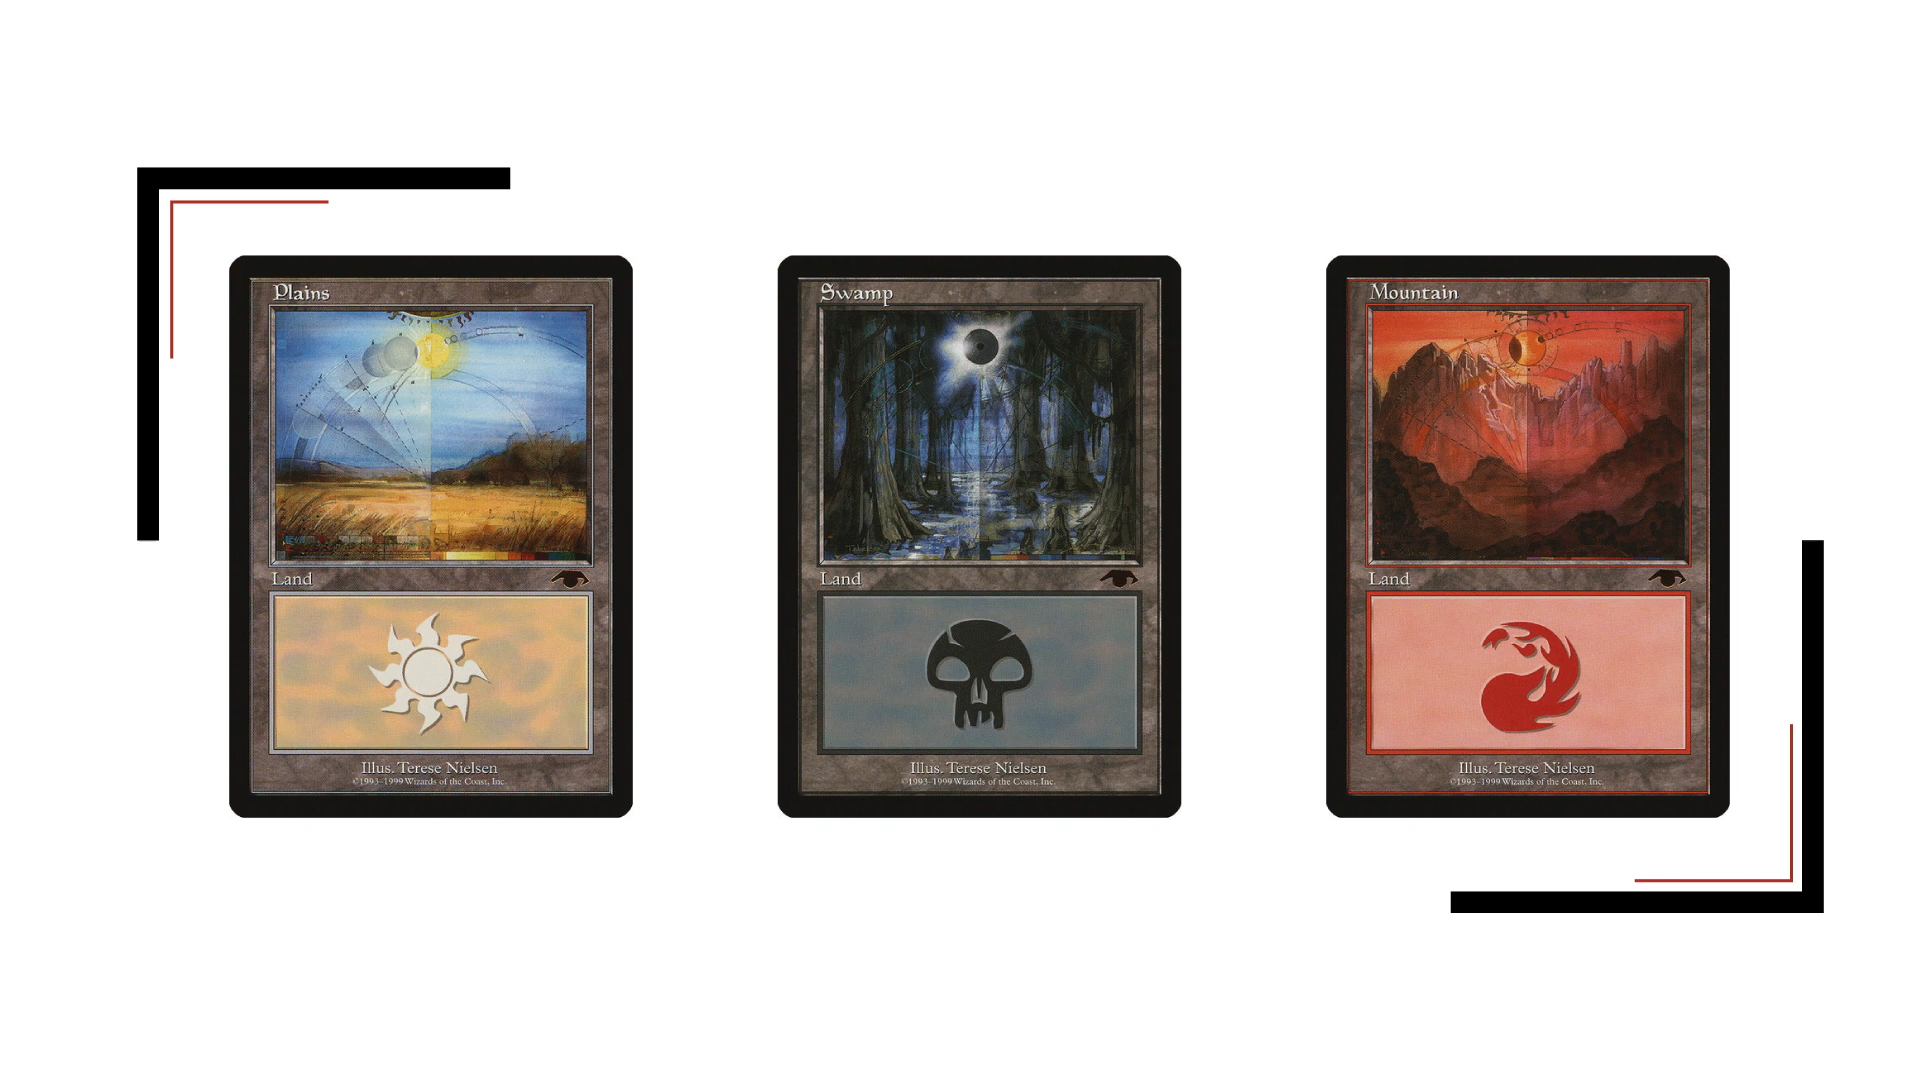 Plains
Land
Illus. Terese Nielsen
©1993-1999 Wizards of the Coast, Inc.
Swamp
Land
Illus. Terese Nielsen
©1993-1999 Wizards of the Coast, Inc.
Mountain
Land
Illus. Terese Nielsen
©1993-1999 Wizards of the Coast, Inc.